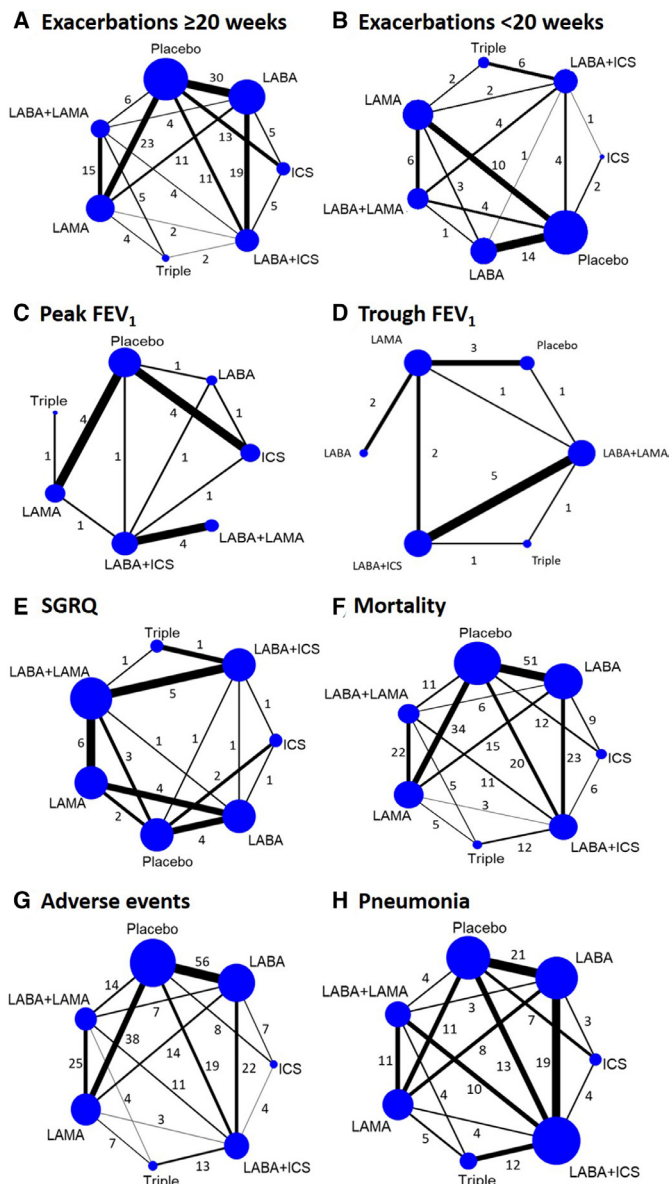 A Exacerbations ≥20 weeks
Placebo
LABA
ICS
LABA+ICS
Triple
LAMA
LABA+LAMA
30
6
4
13
5
23
15
11
11
19
5
5
4
4
2
2
B Exacerbations <20 weeks
Triple
LABA+ICS
ICS
Placebo
LABA
LABA+LAMA
LAMA
6
2
2
1
4
1
10
4
2
6
3
4
1
14
C Peak FEV1
Placebo
LABA
ICS
LABA+LAMA
LABA+ICS
LAMA
Triple
1
4
4
1
1
1
1
1
1
4
D Trough FEV1
LAMA
Placebo
LABA+LAMA
Triple
LABA+ICS
LABA
3
2
1
1
2
5
1
1
E SGRQ
Triple
LABA+ICS
ICS
LABA
Placebo
LAMA
LABA+LAMA
1
1
5
1
6
1
1
3
2
1
4
2
4
F Mortality
Placebo
LABA
ICS
LABA+ICS
Triple
LAMA
LABA+LAMA
51
11
6
12
9
34
22
15
20
23
5
11
6
3
5
12
G Adverse events
Placebo
LABA
ICS
LABA+ICS
Triple
LAMA
LABA+LAMA
56
14
7
8
7
38
25
14
19
22
11
4
4
3
7
13
H Pneumonia
Placebo
LABA
ICS
LABA+ICS
Triple
LAMA
LABA+LAMA
21
4
3
7
3
11
11
8
13
19
10
4
4
4
5
12